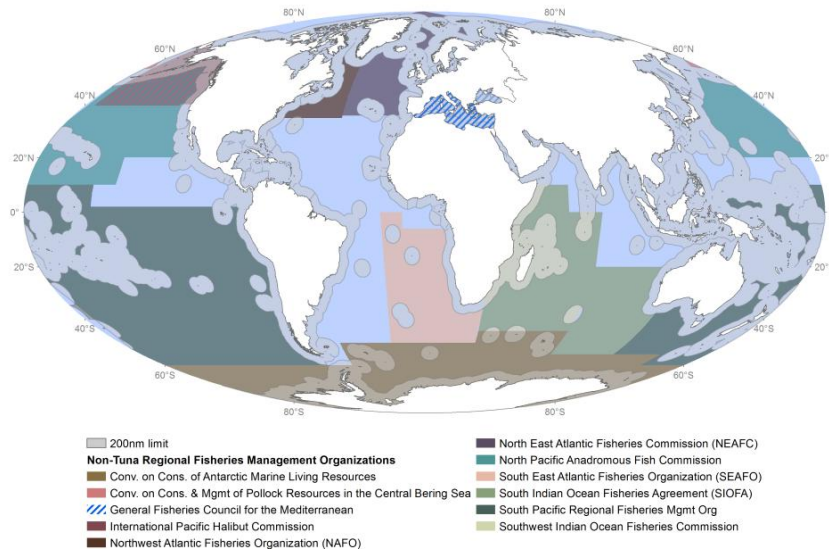 80°N 80°N
60°N 60°N
40°N 40°N
20°N 20°N
0° 0°
20°S 20°S
40°S 40°S
60°S 60°S
80°S 80°S
200nm limit
Non-Tuna Regional Fisheries Management Organizations
Conv. on Cons. of Antarctic Marine Living Resources
Conv. on Cons. & Mgmt of Pollock Resources in the Central Bering Sea
General Fisheries Council for the Mediterranean
International Pacific Halibut Commission
Northwest Atlantic Fisheries Organization (NAFO)
North East Atlantic Fisheries Commission (NEAFC)
North Pacific Anadromous Fish Commission
South East Atlantic Fisheries Organization (SEAFO)
South Indian Ocean Fisheries Agreement (SIOFA)
South Pacific Regional Fisheries Mgmt Org
Southwest Indian Ocean Fisheries Commission